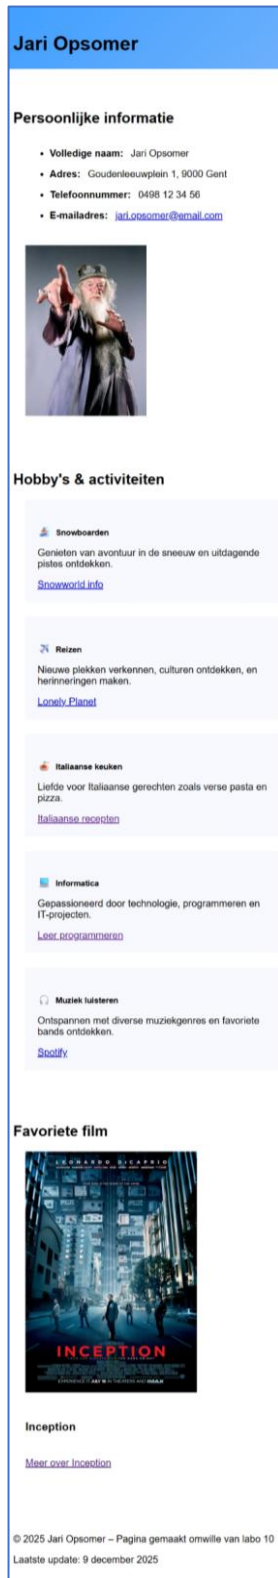 Jari Opsomer
Persoonlijke informatie
• Volledige naam: Jari Opsomer
• Adres: Goudenleeuwplein 1, 9000 Gent
• Telefoonnummer: 0498 12 34 56
• E-mailadres: jari.opsomer@email.com
Hobby's & activiteiten
Snowboarden
Genieten van avontuur in de sneeuw en uitdagende
pistes ontdekken.
Snowworld info
Reizen
Nieuwe plekken verkennen, culturen ontdekken, en
herinneringen maken.
Lonely Planet
Italiaanse keuken
Liefde voor Italiaanse gerechten zoals verse pasta en
pizza.
Italiaanse recepten
Informatica
Gepassioneerd door technologie, programmeren en
IT-projecten.
Leer programmeren
Muziek luisteren
Ontspannen met diverse muziekgenres en favoriete
bands ontdekken.
Spotify
Favoriete film
LEONARDO DICAPRIO
INCEPTION
Inception
Meer over Inception
© 2025 Jari Opsomer – Pagina gemaakt omwille van labo 10
Laatste update: 9 december 2025